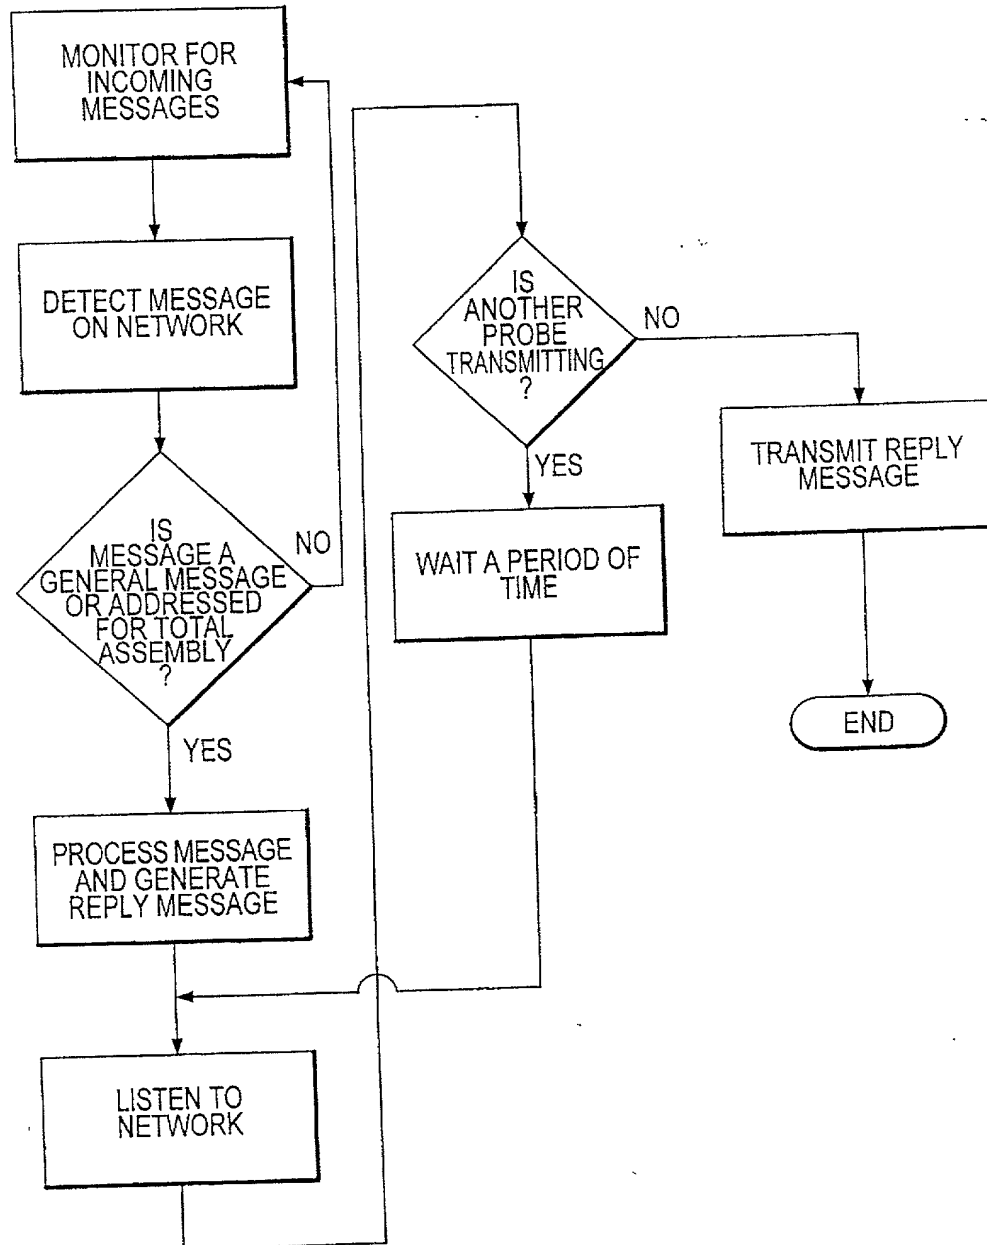 MONITOR FOR
INCOMING
MESSAGES
DETECT MESSAGE
ON NETWORK
IS
MESSAGE A
GENERAL MESSAGE
OR ADDRESSED
FOR TOTAL
ASSEMBLY
?
NO
YES
PROCESS MESSAGE
AND GENERATE
REPLY MESSAGE
LISTEN TO
NETWORK
IS
ANOTHER
PROBE
TRANSMITTING
?
NO
YES
WAIT A PERIOD OF
TIME
TRANSMIT REPLY
MESSAGE
END